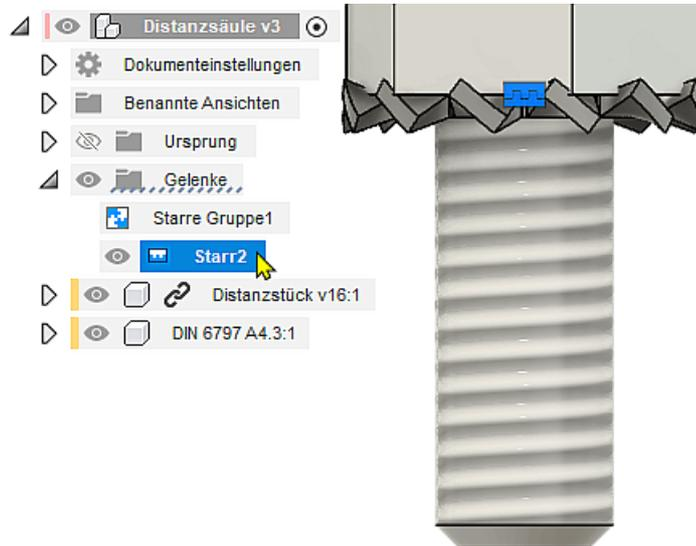 Distanzsäule v3
Dokumenteinstellungen
Benannte Ansichten
Ursprung
Gelenke
Starre Gruppe1
Starr2
Distanzstück v16:1
DIN 6797 A4.3:1